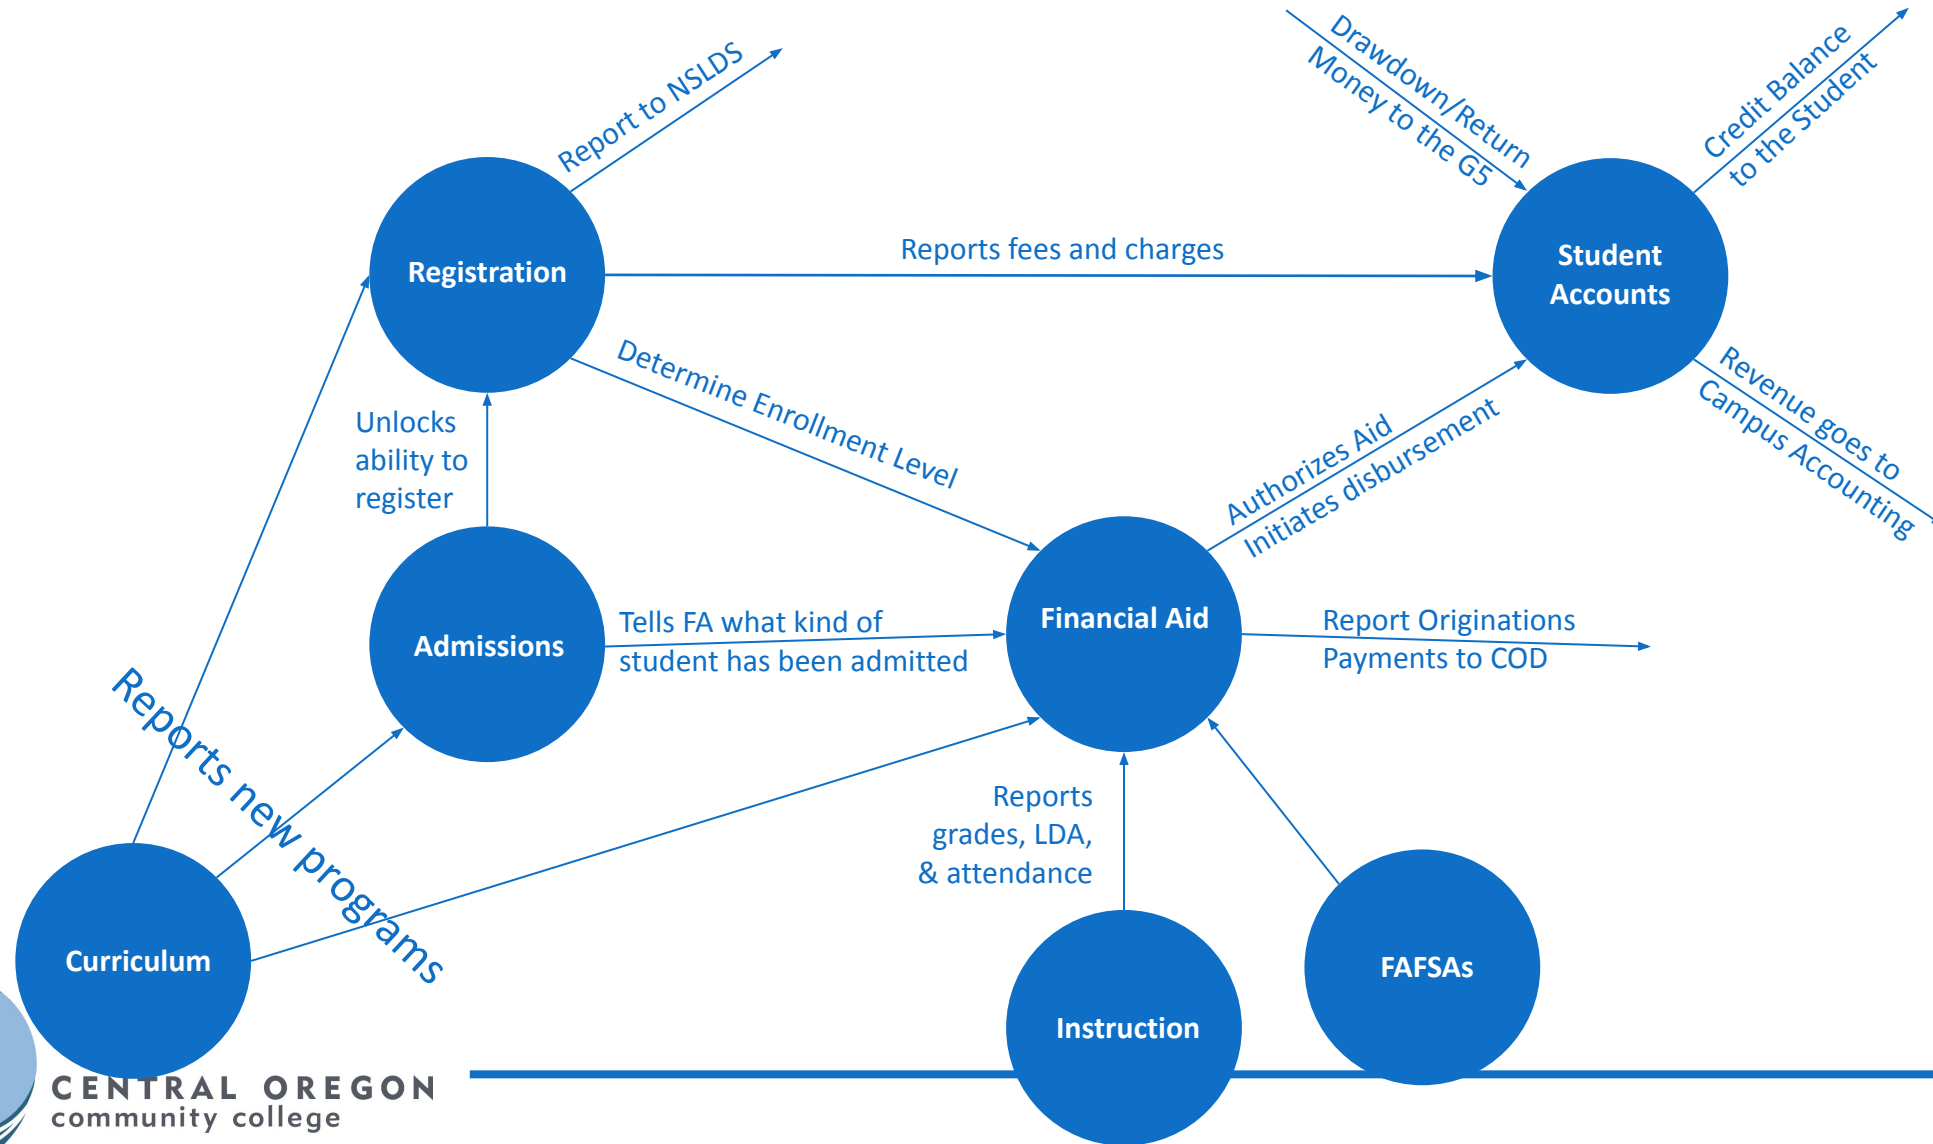 Report to NSLDS
Drawdown/Return
Money to the G5
Credit Balance
to the Student
Registration
Reports fees and charges
Student
Accounts
Determine Enrollment Level
Revenue goes to
Campus Accounting
Unlocks
ability to
register
Authorizes Aid
Initiates disbursement
Admissions
Tells FA what kind of
student has been admitted
Financial Aid
Report Originations
Payments to COD
Reports new programs
Reports
grades, LDA,
& attendance
Curriculum
FAFSAs
Instruction
CENTRAL OREGON
community college